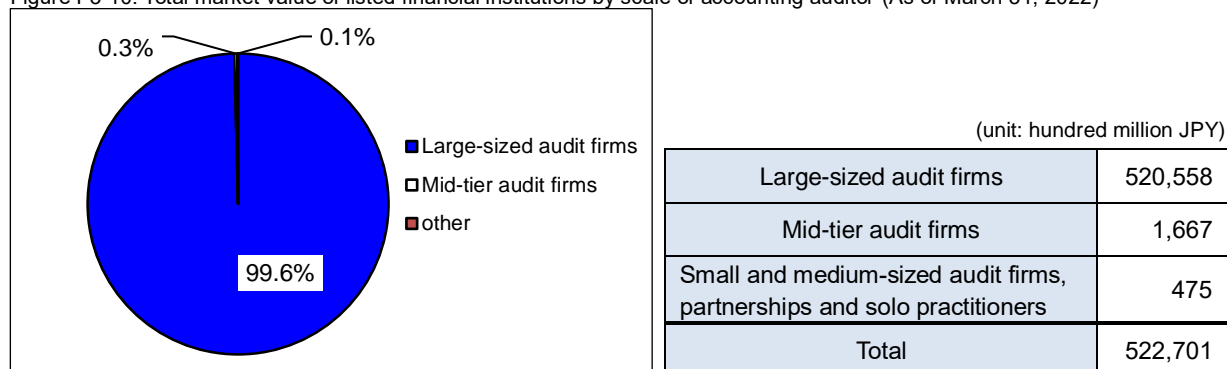 Figure Total market value of listed financial institutions by scale of accounting auditor (As of March 31, 2022)
0.3%
0.1%
Large-sized audit firms
Mid-tier audit firms
other
99.6%
(unit: hundred million JPY)
Large-sized audit firms 520,558
Mid-tier audit firms 1,667
Small and medium-sized audit firms,
partnerships and solo practitioners 475
Total 522,701